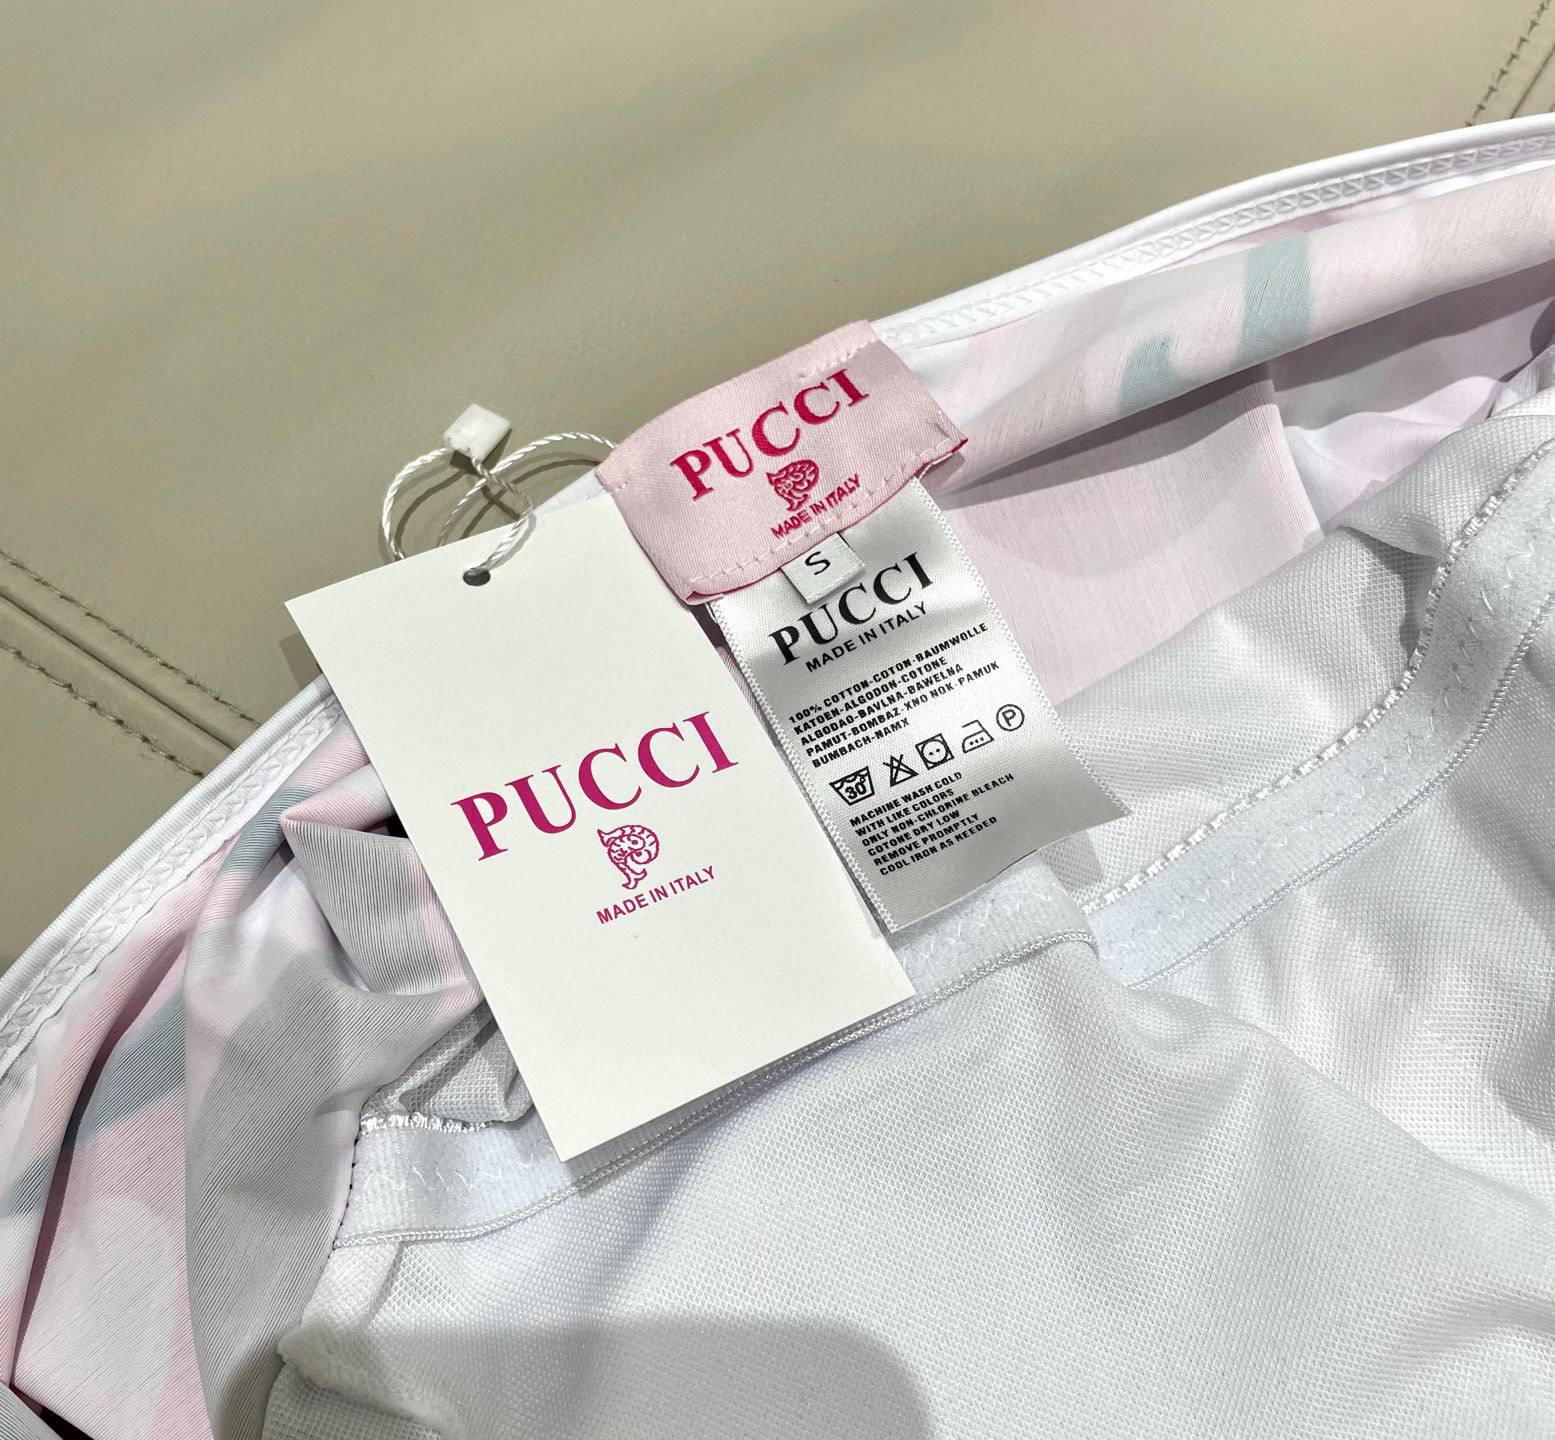 PUCCI
MADE IN ITALY
S
PUCCI
MADE IN ITALY
100% COTTON-COTON-BAUMWOLLE
KATOEN-ALGODON-COTONE
ALGODAO-BAVLNA-BAWELNA
PAMUT-BOMBAZ-XNO NOK-PAMUK
BUMBACH-NAMX
30°
P
MACHINE WASH COLD
WITH LIKE COLORS
ONLY NON-CHLORINE BLEACH
COTONE DRY LOW
REMOVE PROMPTLY
COOL IRON AS NEEDED
PUCCI
MADE IN ITALY